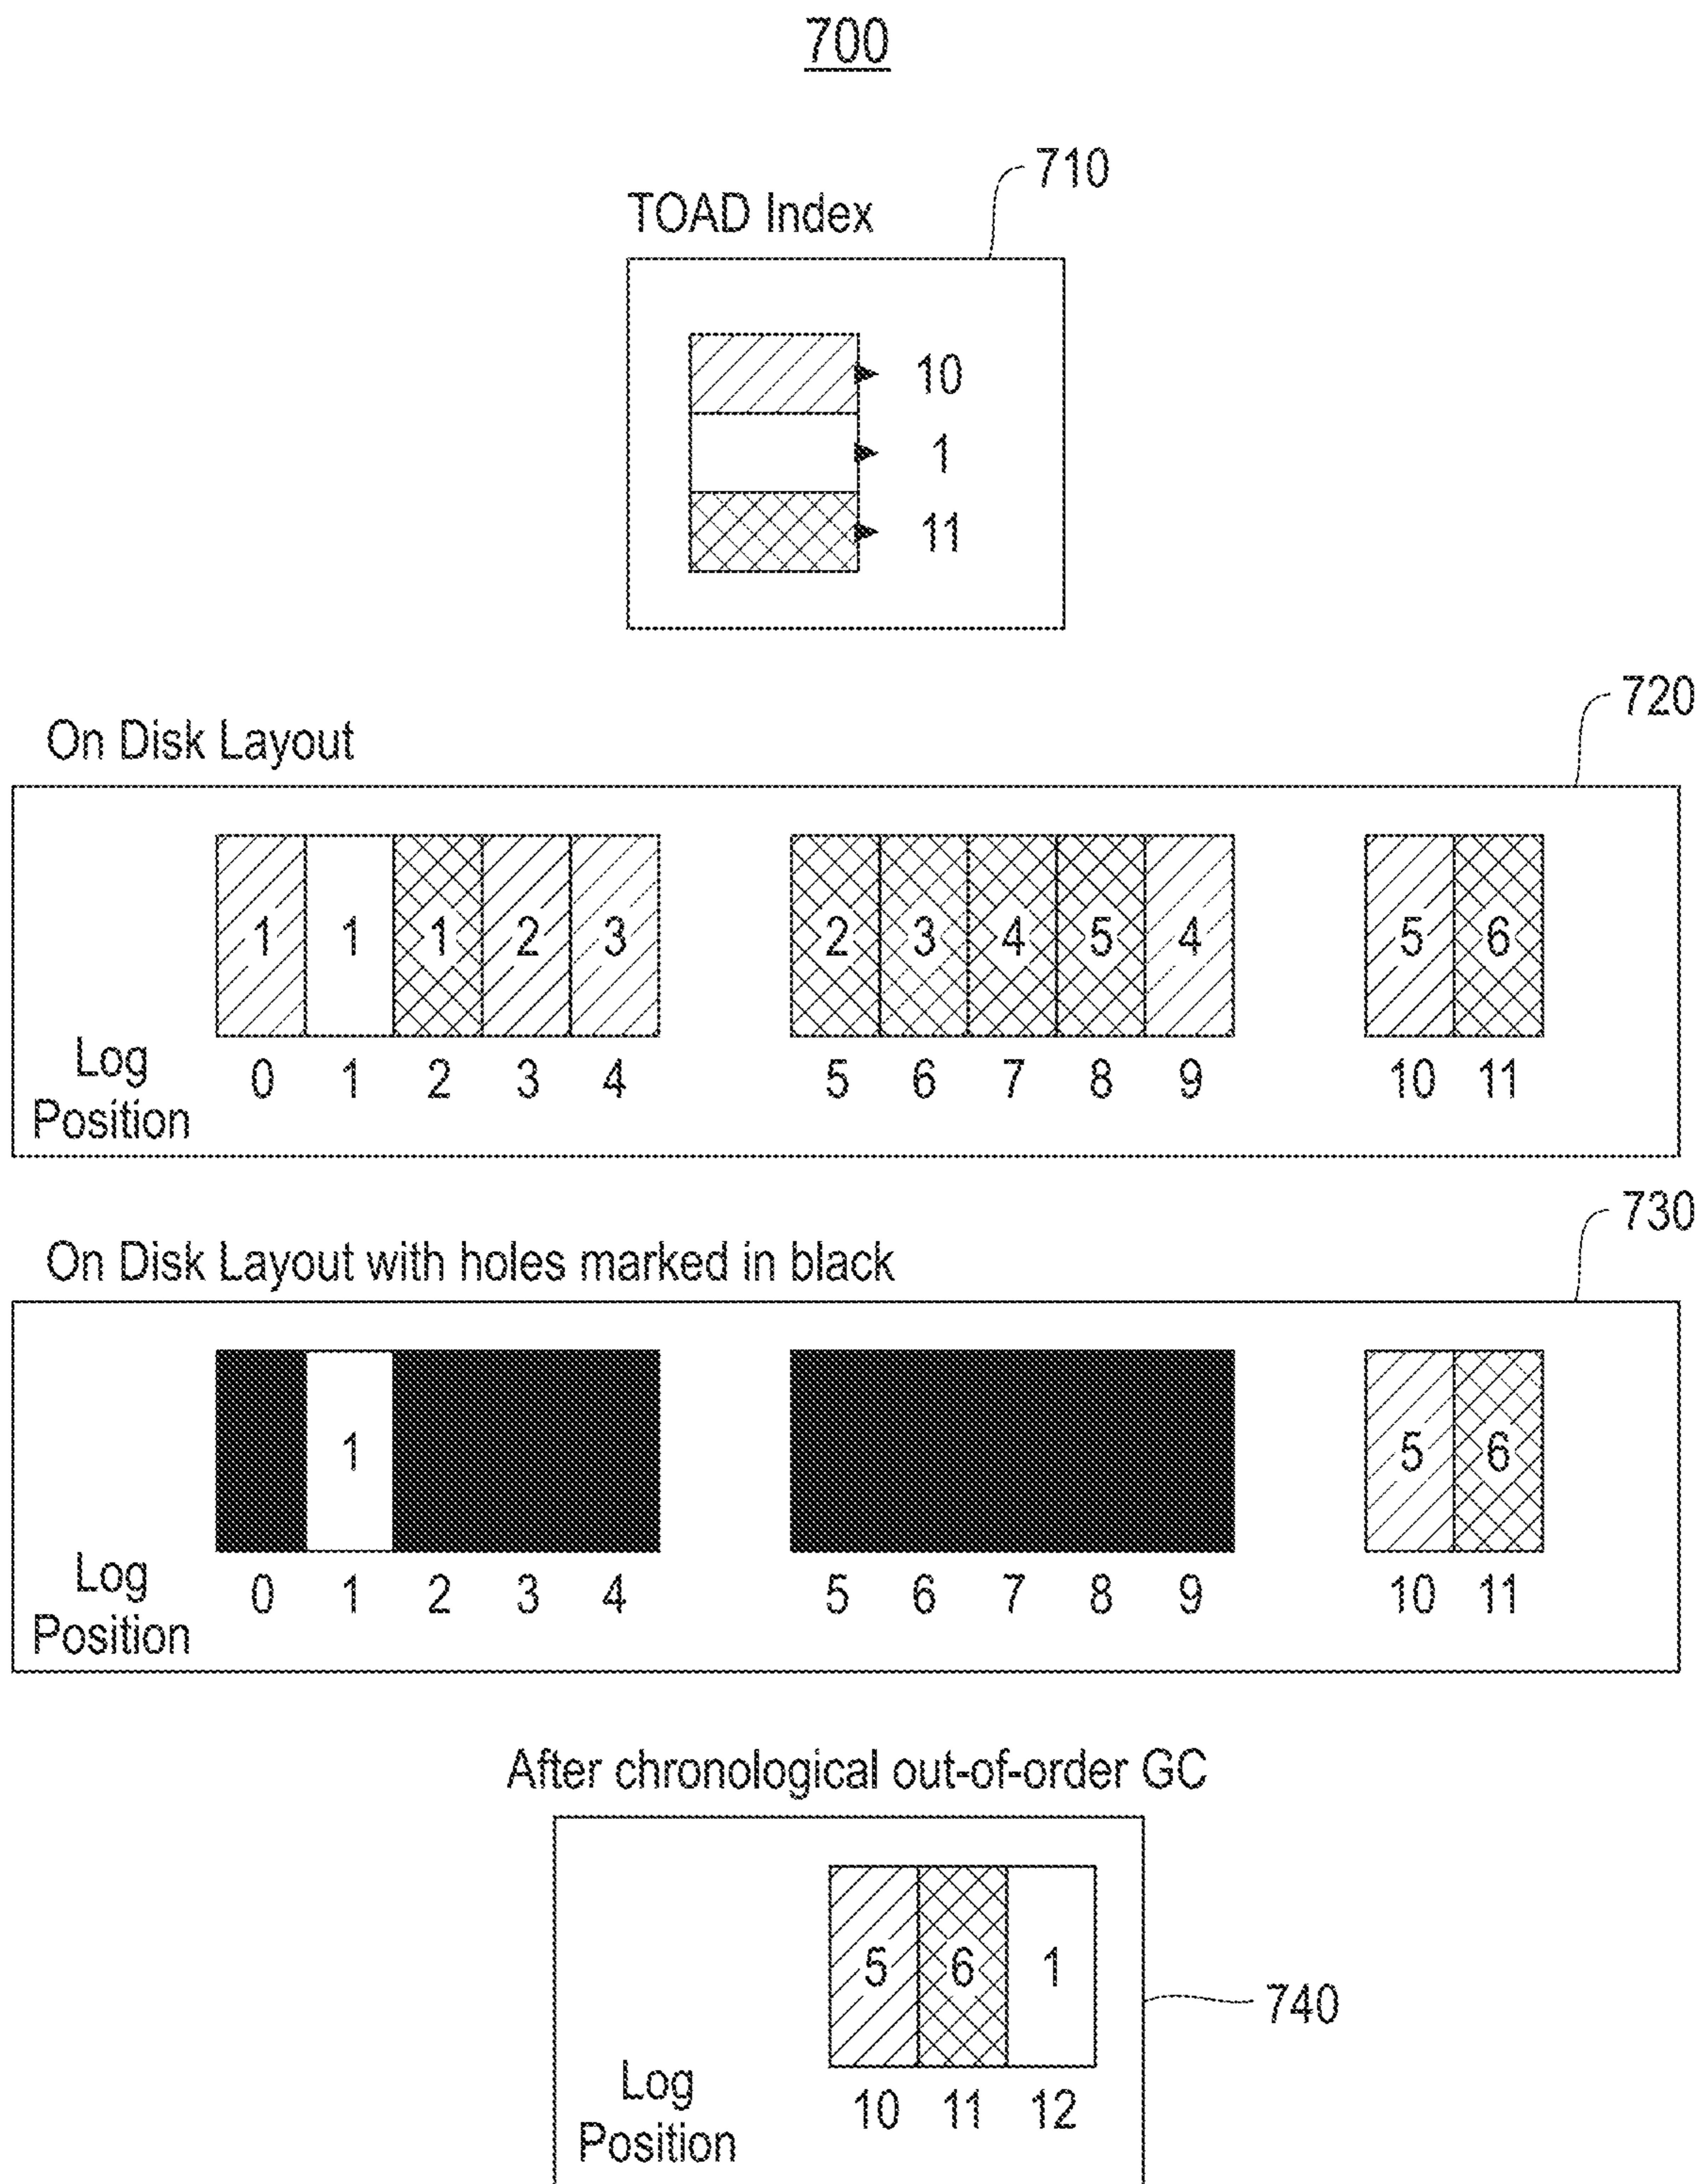 700
710
TOAD Index
10
1
11
720
On Disk Layout
1 1 1 2 3 2 3 4 5 4 5 6
Log Position
0 1 2 3 4 5 6 7 8 9 10 11
730
On Disk Layout with holes marked in black
1 5 6
Log Position
0 1 2 3 4 5 6 7 8 9 10 11
After chronological out-of-order GC
5 6 1
740
Log Position
10 11 12